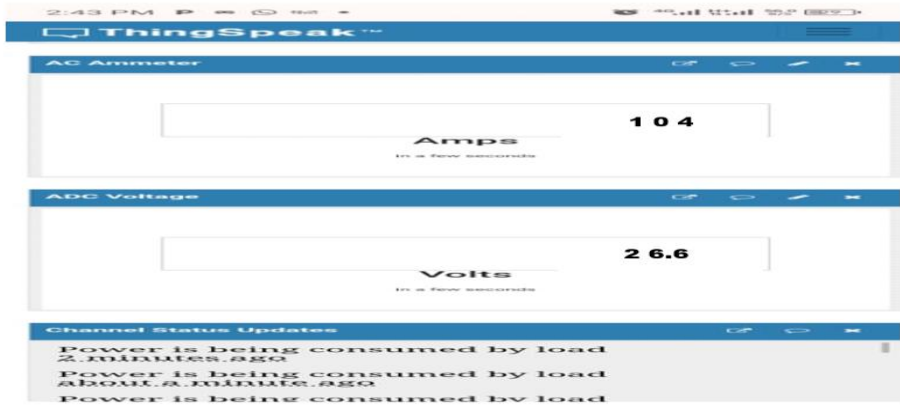 2:43 PM
ThingSpeak™
AC Ammeter
104
Amps
in a few seconds
ADC Voltage
26.6
Volts
in a few seconds
Channel Status Updates
Power is being consumed by load
2 minutes ago
Power is being consumed by load
about a minute ago
Power is being consumed by load